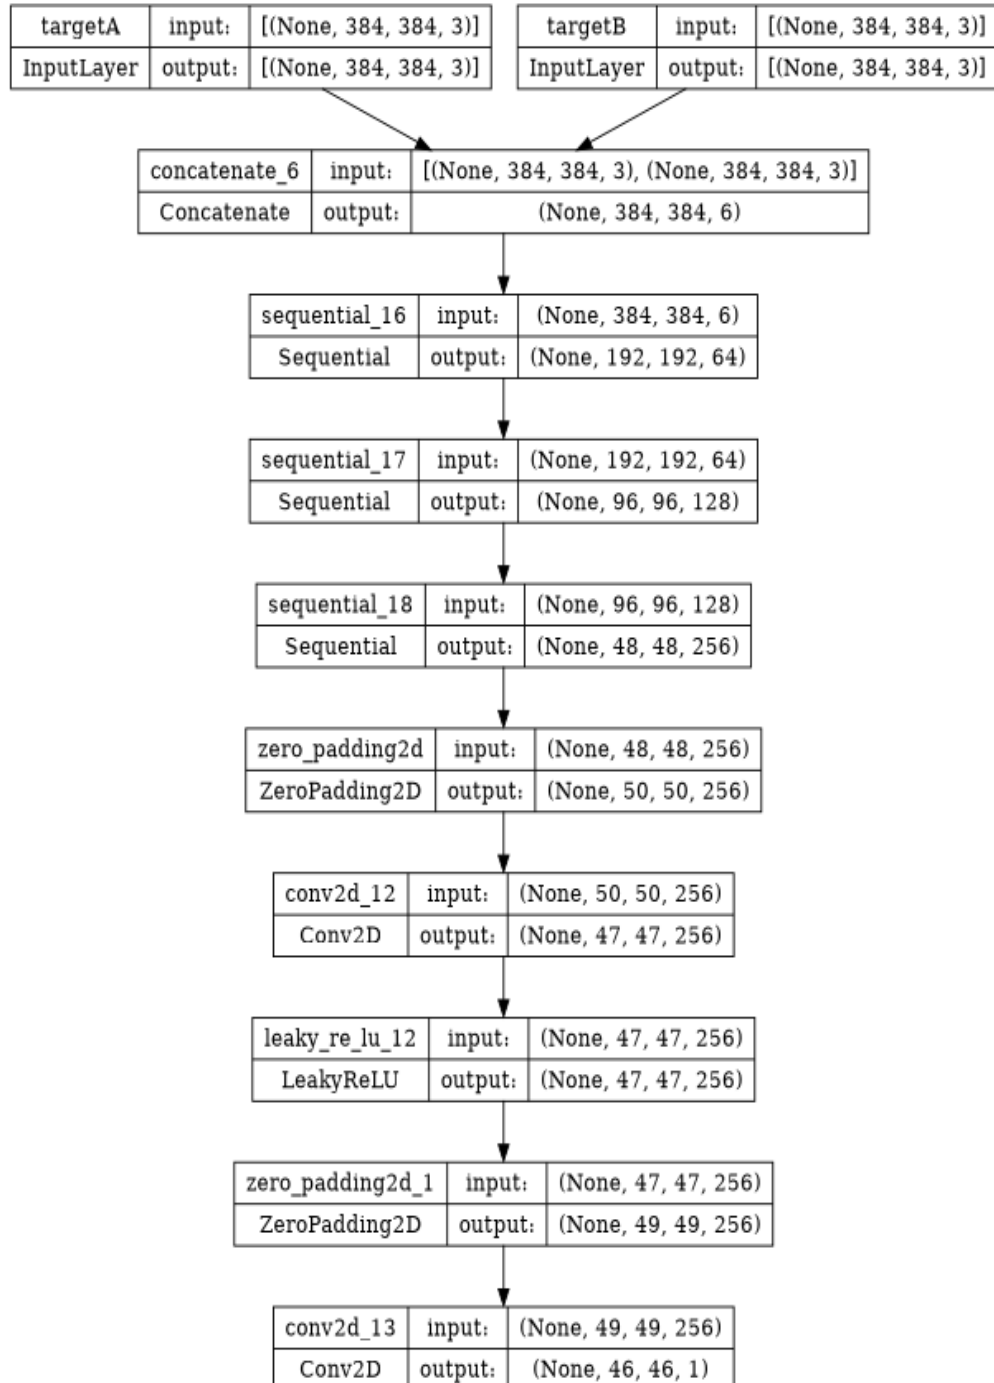 targetA input: [(None, 384, 384, 3)]
InputLayer output: [(None, 384, 384, 3)]
targetB input: [(None, 384, 384, 3)]
InputLayer output: [(None, 384, 384, 3)]
concatenate_6 input: [(None, 384, 384, 3), (None, 384, 384, 3)]
Concatenate output: (None, 384, 384, 6)
sequential_16 input: (None, 384, 384, 6)
Sequential output: (None, 192, 192, 64)
sequential_17 input: (None, 192, 192, 64)
Sequential output: (None, 96, 96, 128)
sequential_18 input: (None, 96, 96, 128)
Sequential output: (None, 48, 48, 256)
zero_padding2d input: (None, 48, 48, 256)
ZeroPadding2D output: (None, 50, 50, 256)
conv2d_12 input: (None, 50, 50, 256)
Conv2D output: (None, 47, 47, 256)
leaky_re_lu_12 input: (None, 47, 47, 256)
LeakyReLU output: (None, 47, 47, 256)
zero_padding2d_1 input: (None, 47, 47, 256)
ZeroPadding2D output: (None, 49, 49, 256)
conv2d_13 input: (None, 49, 49, 256)
Conv2D output: (None, 46, 46, 1)